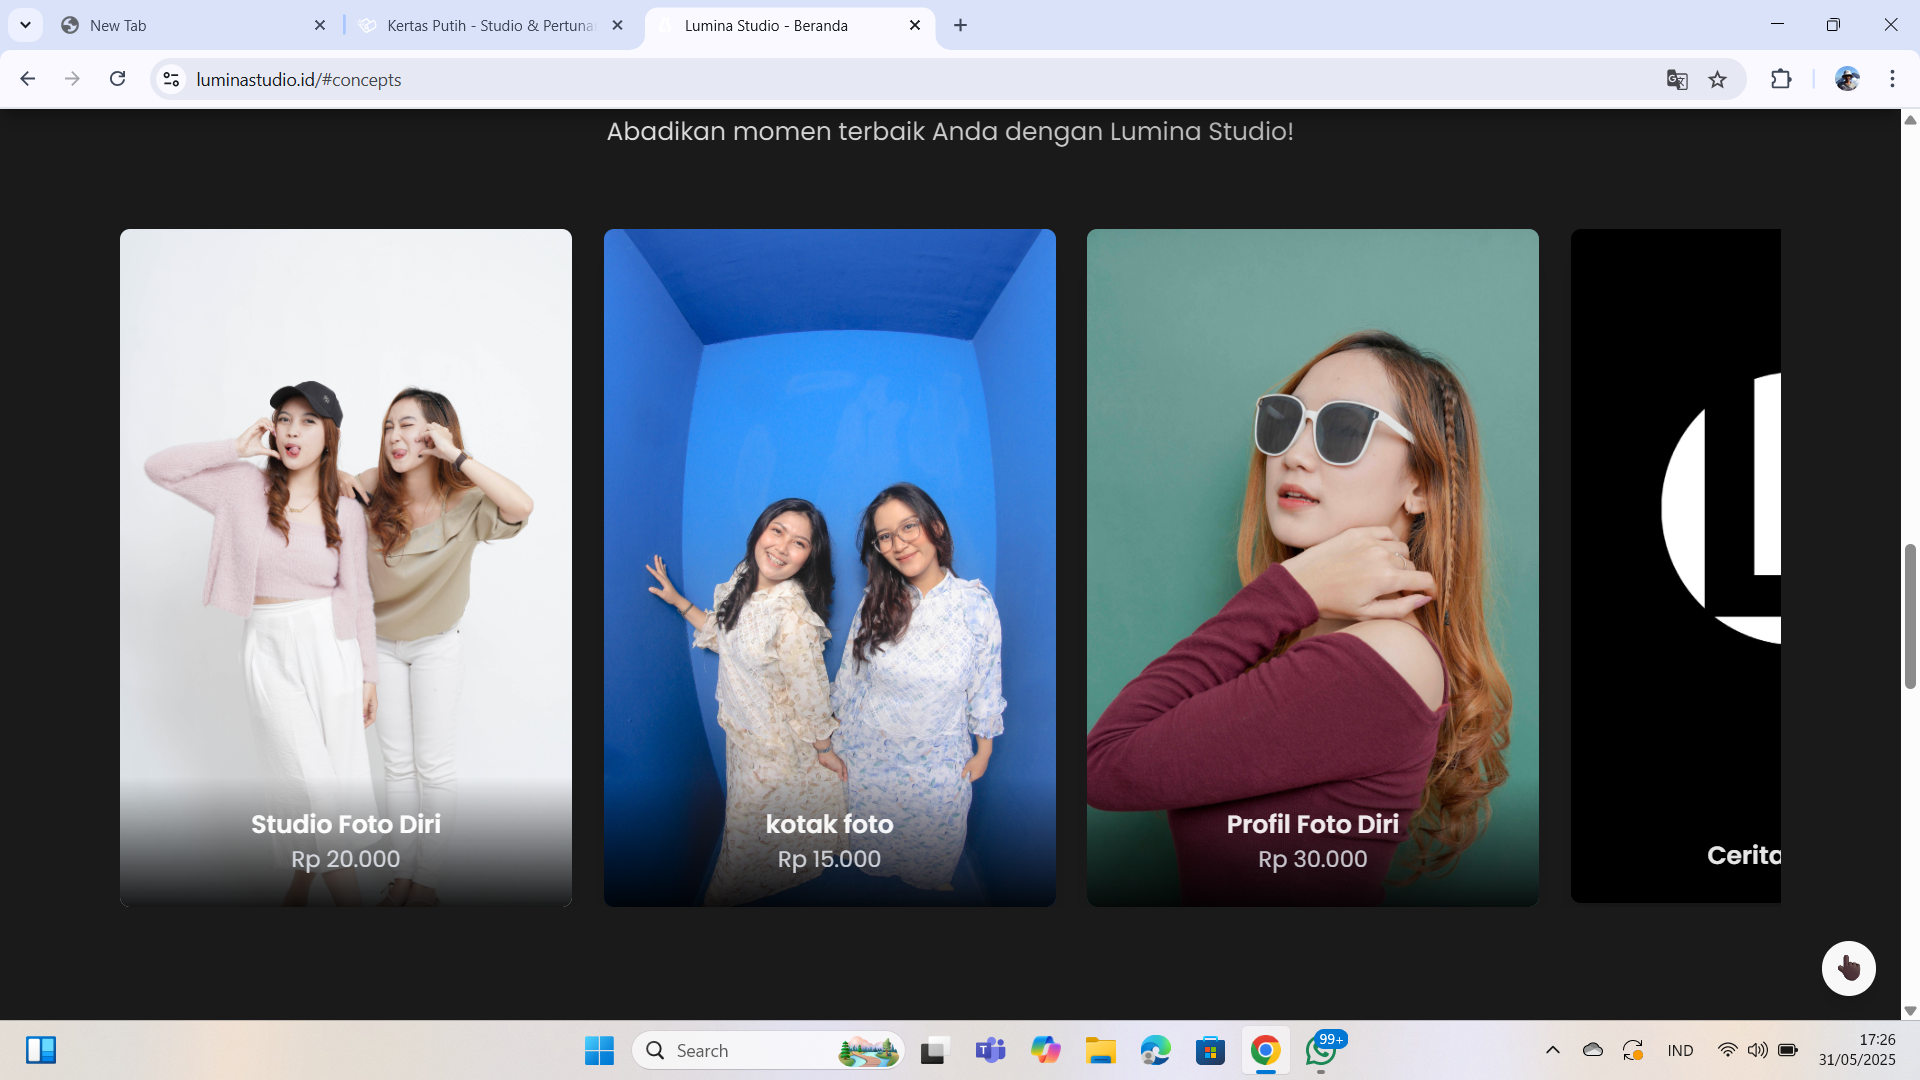 New Tab
Kertas Putih - Studio & Pertuna
Lumina Studio - Beranda
luminastudio.id/#concepts
Abadikan momen terbaik Anda dengan Lumina Studio!
Studio Foto Diri
Rp 20.000
kotak foto
Rp 15.000
Profil Foto Diri
Rp 30.000
Cerita
Search
99+
IND
17:26
31/05/2025